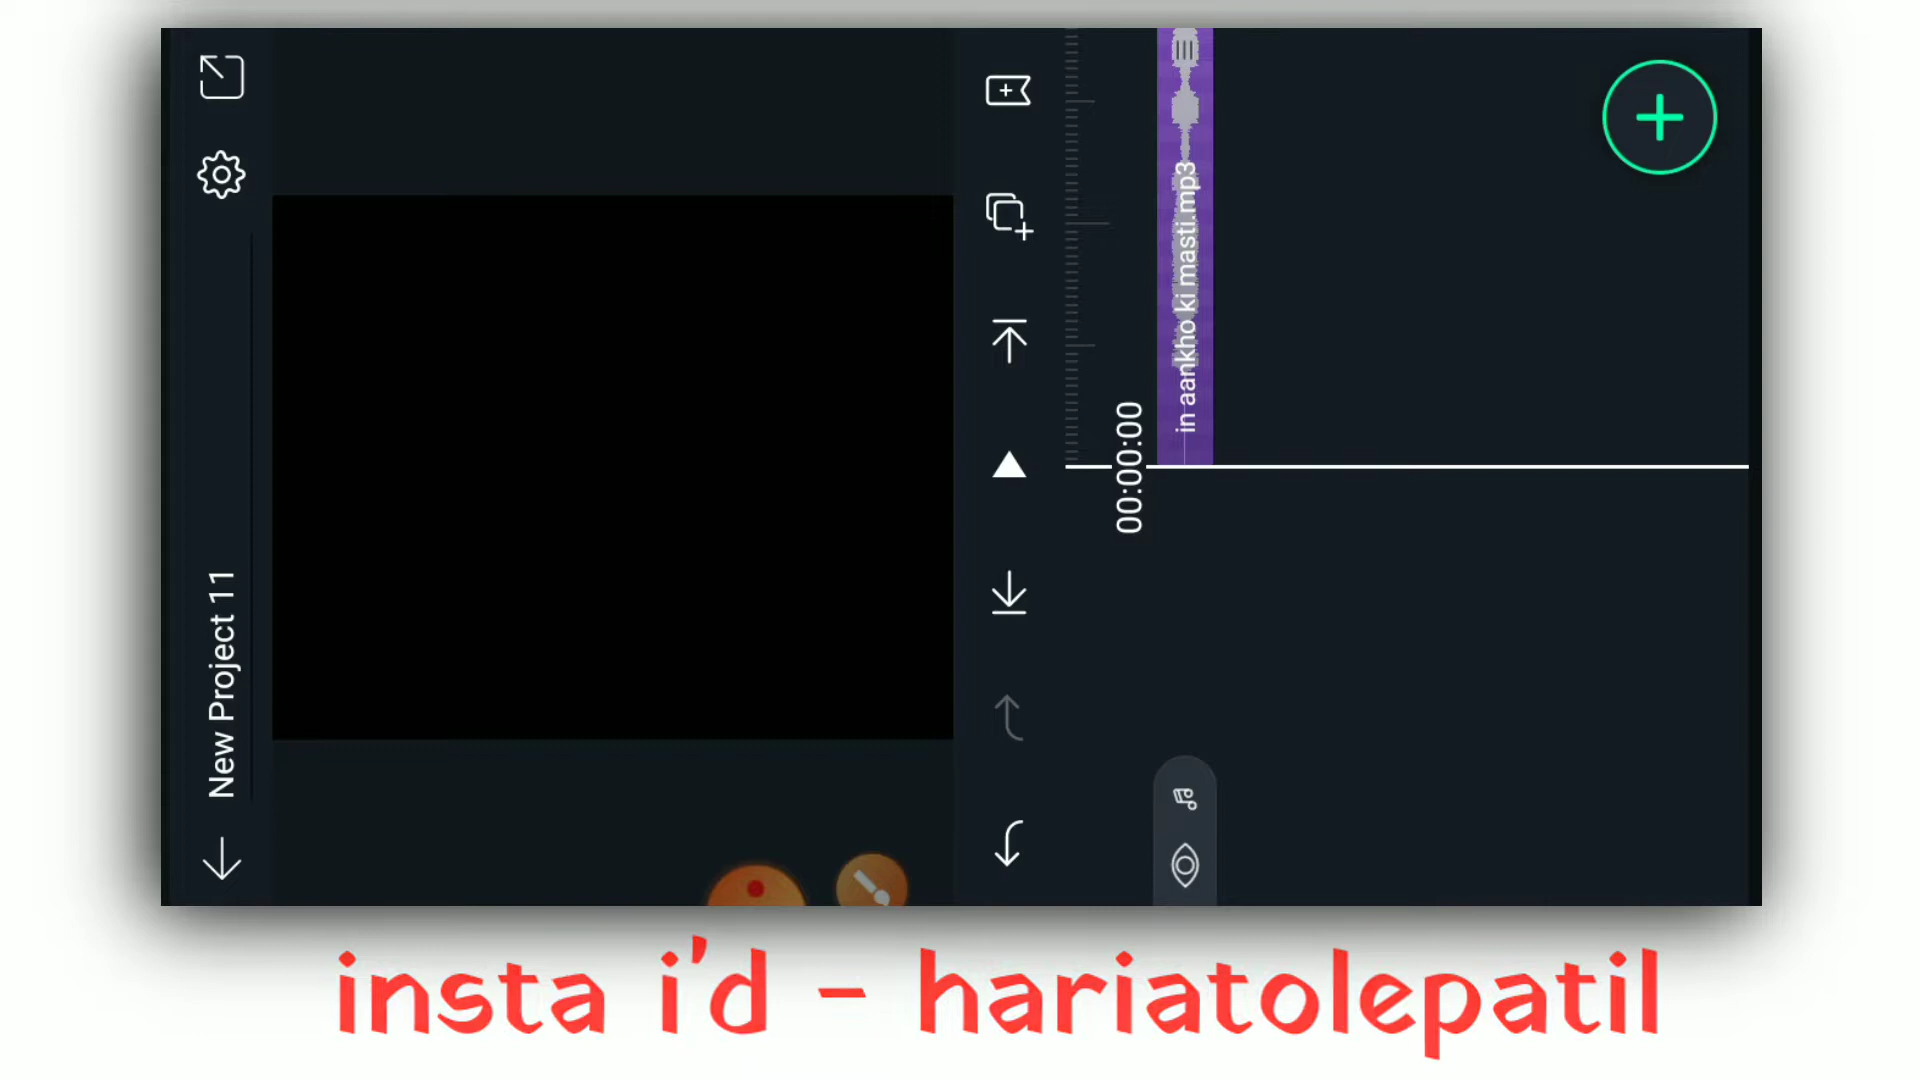 New Project 11
00:00:00
in aankho ki masti.mp3
insta i'd - hariatolepatil